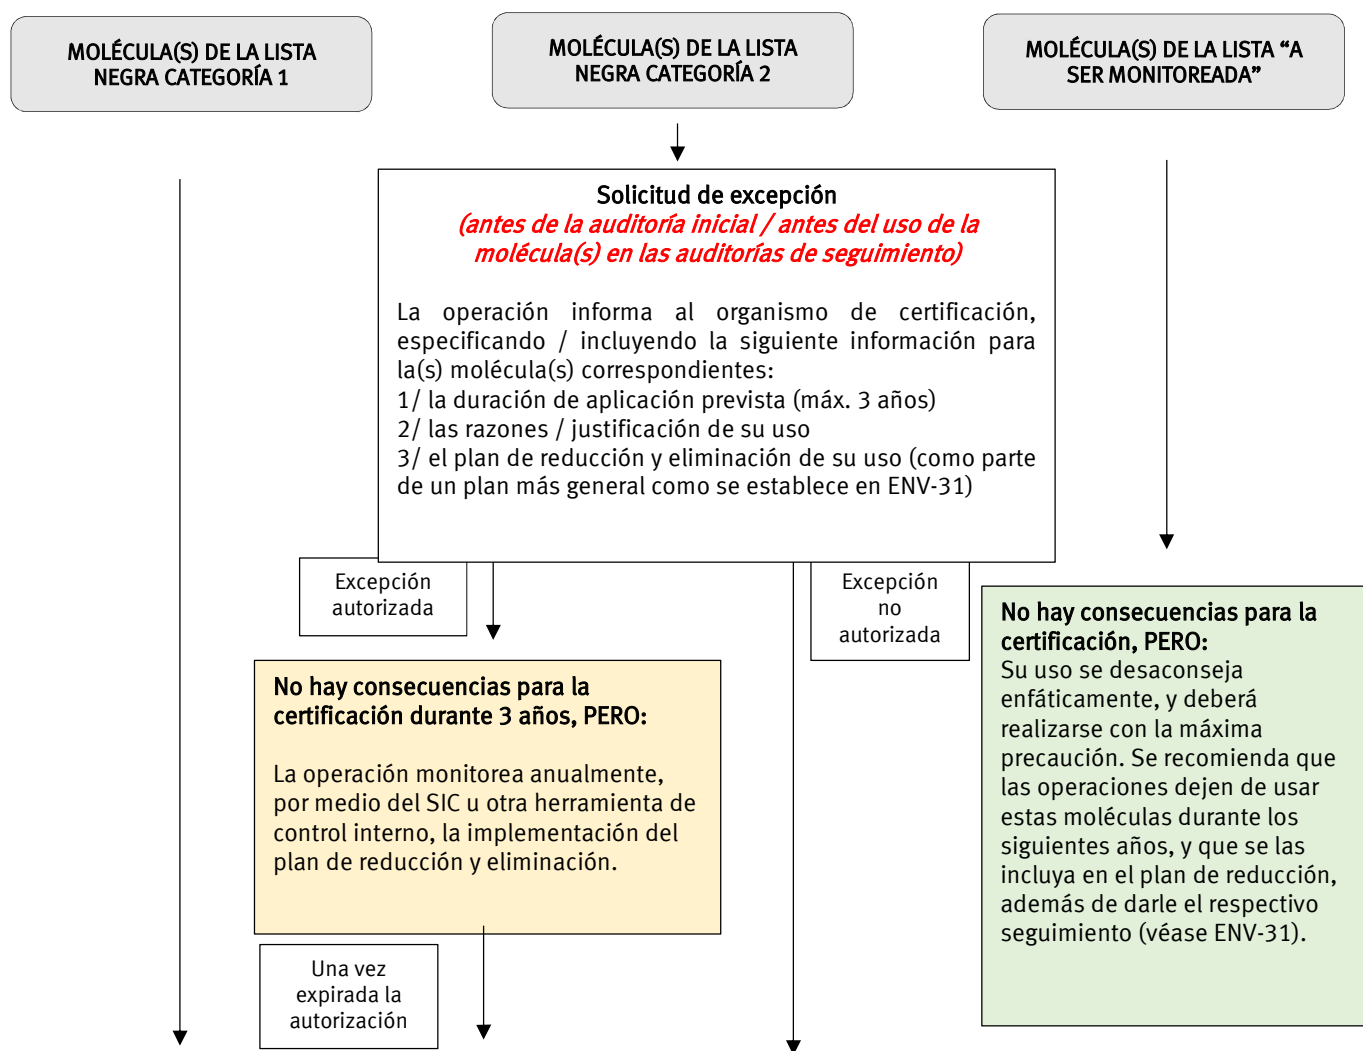 MOLÉCULA(S) DE LA LISTA
NEGRA CATEGORÍA 1
MOLÉCULA(S) DE LA LISTA
NEGRA CATEGORÍA 2
MOLÉCULA(S) DE LA LISTA “A
SER MONITOREADA”
Solicitud de excepción
(antes de la auditoría inicial / antes del uso de la
molécula(s) en las auditorías de seguimiento)
La operación informa al organismo de certificación,
especificando / incluyendo la siguiente información para
la(s) molécula(s) correspondientes:
1/ la duración de aplicación prevista (máx. 3 años)
2/ las razones / justificación de su uso
3/ el plan de reducción y eliminación de su uso (como parte
de un plan más general como se establece en ENV-31)
Excepción
autorizada
Excepción
no
autorizada
No hay consecuencias para la
certificación durante 3 años, PERO:
La operación monitorea anualmente,
por medio del SIC u otra herramienta de
control interno, la implementación del
plan de reducción y eliminación.
No hay consecuencias para la
certificación, PERO:
Su uso se desaconseja
enfáticamente, y deberá
realizarse con la máxima
precaución. Se recomienda que
las operaciones dejen de usar
estas moléculas durante los
siguientes años, y que se las
incluya en el plan de reducción,
además de darle el respectivo
seguimiento (véase ENV-31).
Una vez
expirada la
autorización